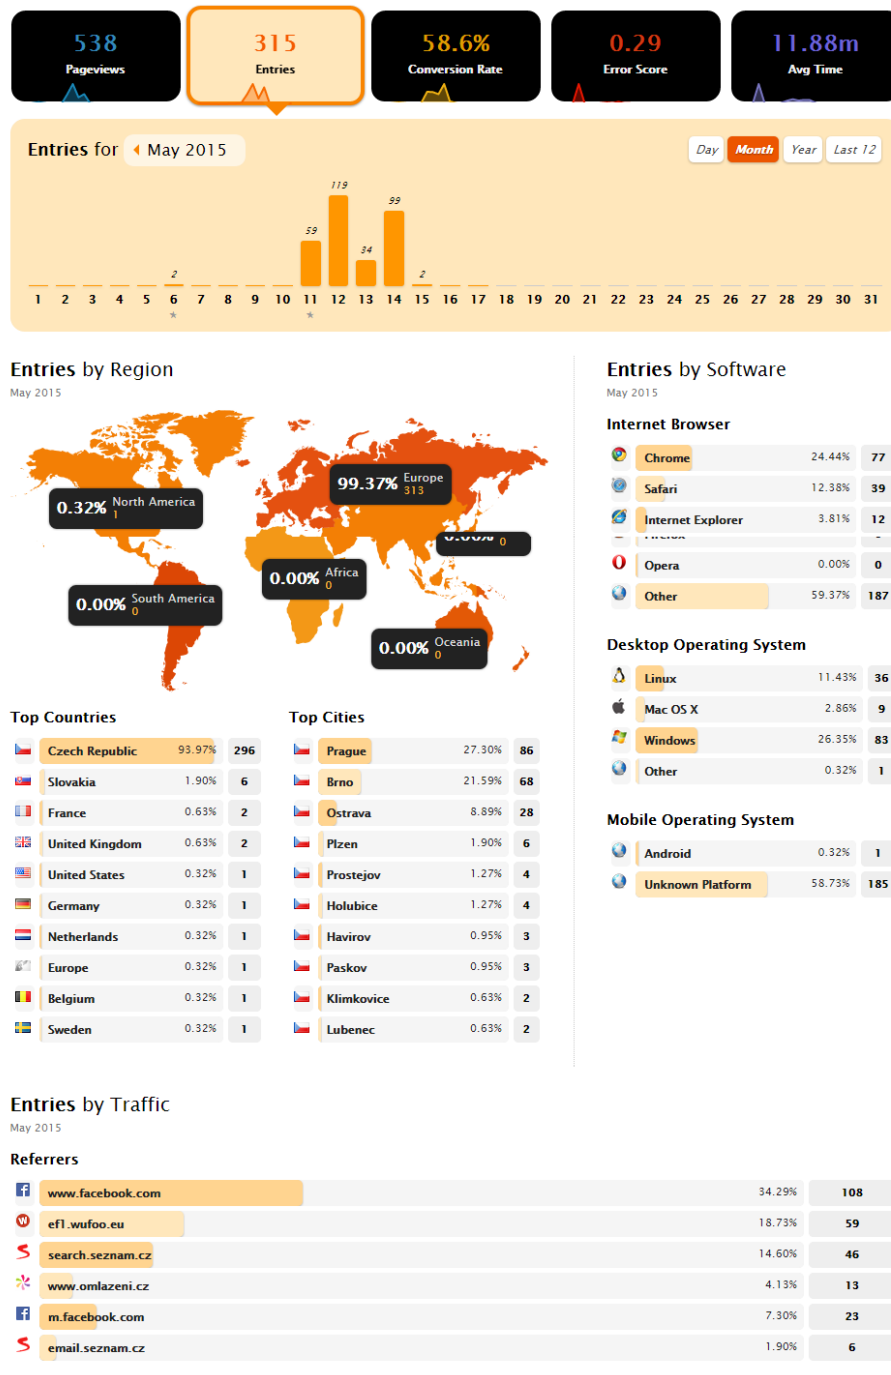 538
Pageviews
315
Entries
58.6%
Conversion Rate
0.29
Error Score
11.88m
Avg Time
Entries for May 2015
Day Month Year Last 12
2 59 119 34 99 2
1 2 3 4 5 6 7 8 9 10 11 12 13 14 15 16 17 18 19 20 21 22 23 24 25 26 27 28 29 30 31
Entries by Region
May 2015
0.32% North America 1
99.37% Europe 313
0.00% 0
0.00% Africa 0
0.00% South America 0
0.00% Oceania 0
Top Countries
Czech Republic 93.97% 296
Slovakia 1.90% 6
France 0.63% 2
United Kingdom 0.63% 2
United States 0.32% 1
Germany 0.32% 1
Netherlands 0.32% 1
Europe 0.32% 1
Belgium 0.32% 1
Sweden 0.32% 1
Top Cities
Prague 27.30% 86
Brno 21.59% 68
Ostrava 8.89% 28
Plzen 1.90% 6
Prostejov 1.27% 4
Holubice 1.27% 4
Havirov 0.95% 3
Paskov 0.95% 3
Klimkovice 0.63% 2
Lubenec 0.63% 2
Entries by Software
May 2015
Internet Browser
Chrome 24.44% 77
Safari 12.38% 39
Internet Explorer 3.81% 12
Opera 0.00% 0
Other 59.37% 187
Desktop Operating System
Linux 11.43% 36
Mac OS X 2.86% 9
Windows 26.35% 83
Other 0.32% 1
Mobile Operating System
Android 0.32% 1
Unknown Platform 58.73% 185
Entries by Traffic
May 2015
Referrers
www.facebook.com 34.29% 108
ef1.wufoo.eu 18.73% 59
search.seznam.cz 14.60% 46
www.omlazeni.cz 4.13% 13
m.facebook.com 7.30% 23
email.seznam.cz 1.90% 6